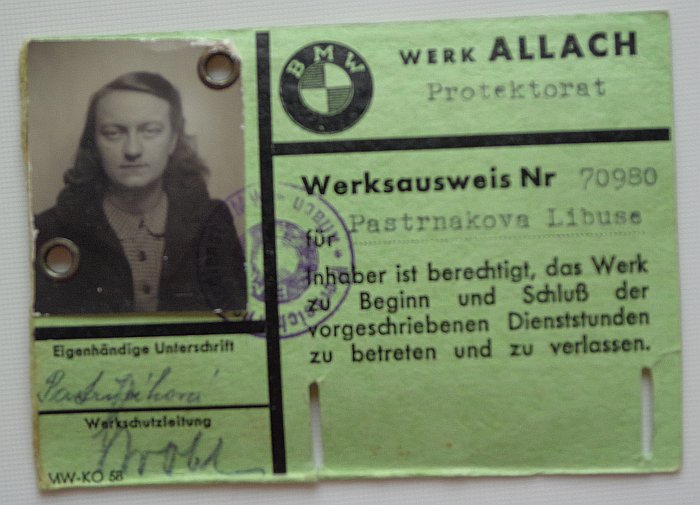 BMW
WERK ALLACH
Protektorat
Werksausweis Nr 70980
für Pastrnakova Libuse
Inhaber ist berechtigt, das Werk
zu Beginn und Schluß der
vorgeschriebenen Dienststunden
zu betreten und zu verlassen.
Eigenhändige Unterschrift
Werkschutzleitung
MW-KO 58